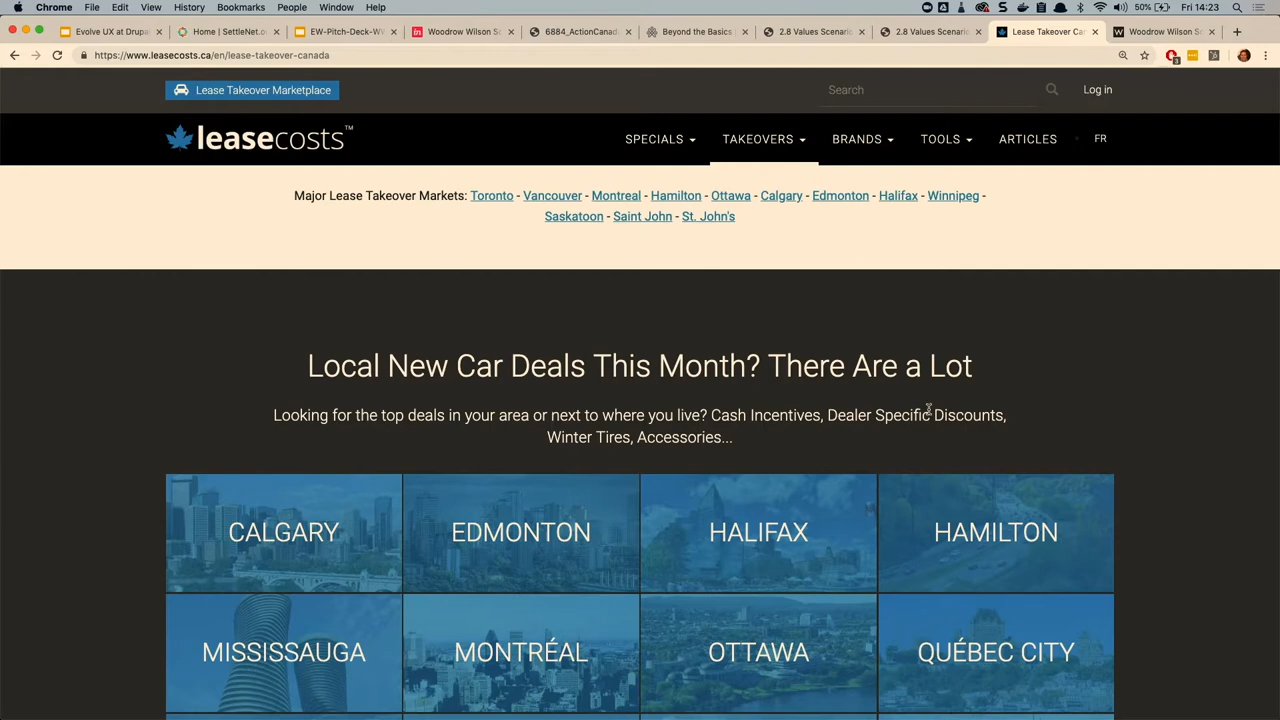 Chrome File Edit View History Bookmarks People Window Help 50% Fri 14:23
Evolve UX at Drupa
Home | SettleNet.co
EW-Pitch-Deck-WV
Woodrow Wilson Sc
6884_ActionCanad
Beyond the Basics
2.8 Values Scenario
2.8 Values Scenario
Lease Takeover Can
Woodrow Wilson Sc
https://www.leasecosts.ca/en/lease-takeover-canada
Lease Takeover Marketplace
Search
Log in
leasecosts™
SPECIALS TAKEOVERS BRANDS TOOLS ARTICLES FR
Major Lease Takeover Markets: Toronto - Vancouver - Montreal - Hamilton - Ottawa - Calgary - Edmonton - Halifax - Winnipeg -
Saskatoon - Saint John - St. John's
Local New Car Deals This Month? There Are a Lot
Looking for the top deals in your area or next to where you live? Cash Incentives, Dealer Specific Discounts,
Winter Tires, Accessories...
CALGARY EDMONTON HALIFAX HAMILTON
MISSISSAUGA MONTRÉAL OTTAWA QUÉBEC CITY